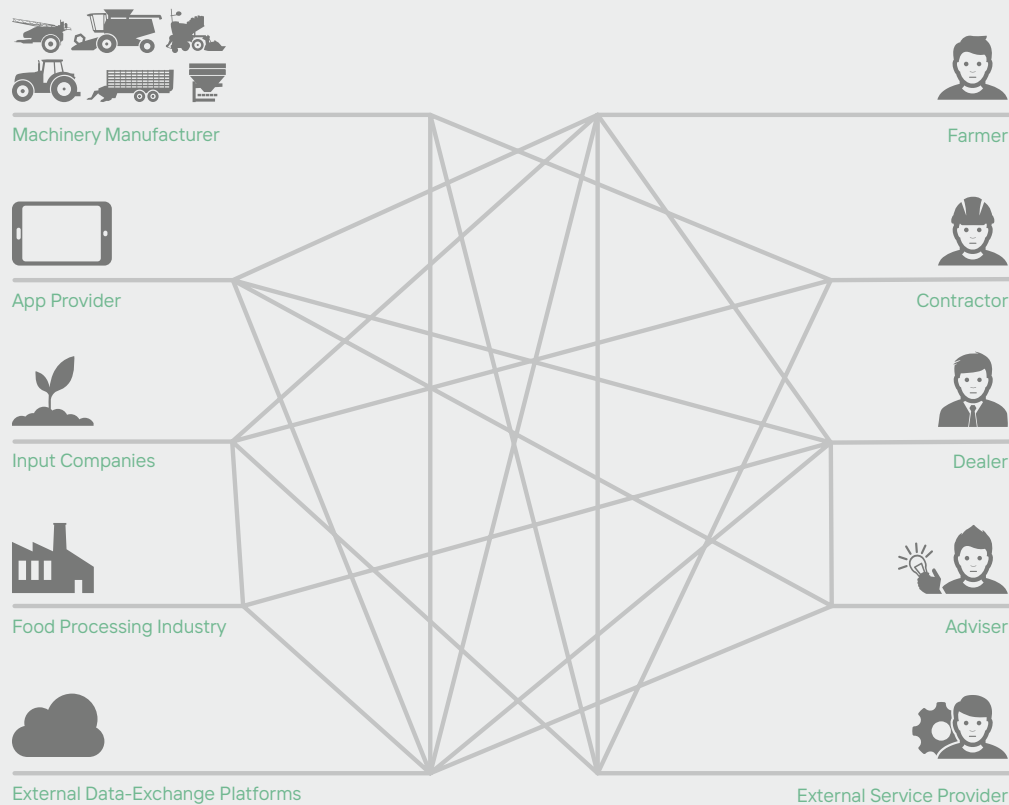 Machinery Manufacturer
Farmer
App Provider
Contractor
Input Companies
Dealer
Food Processing Industry
Adviser
External Data-Exchange Platforms
External Service Provider